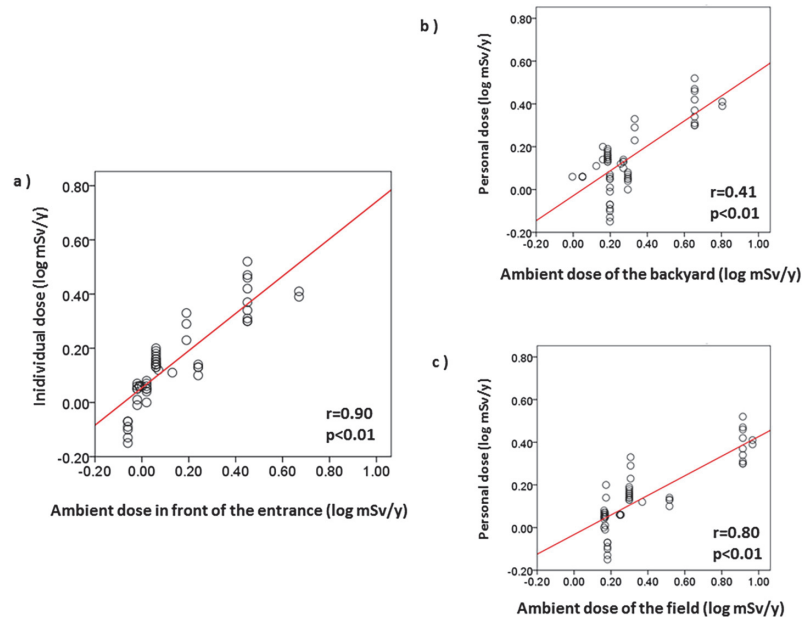 a )
Inidividual dose (log mSv/y)
0.80
0.60
0.40
0.20
0.00
-0.20
-0.20 0.00 0.20 0.40 0.60 0.80 1.00
r=0.90
p<0.01
Ambient dose in front of the entrance (log mSv/y)
b )
Personal dose (log mSv/y)
0.80
0.60
0.40
0.20
0.00
-0.20
-0.20 0.00 0.20 0.40 0.60 0.80 1.00
r=0.41
p<0.01
Ambient dose of the backyard (log mSv/y)
c )
Personal dose (log mSv/y)
0.80
0.60
0.40
0.20
0.00
-0.20
-0.20 0.00 0.20 0.40 0.60 0.80 1.00
r=0.80
p<0.01
Ambient dose of the field (log mSv/y)